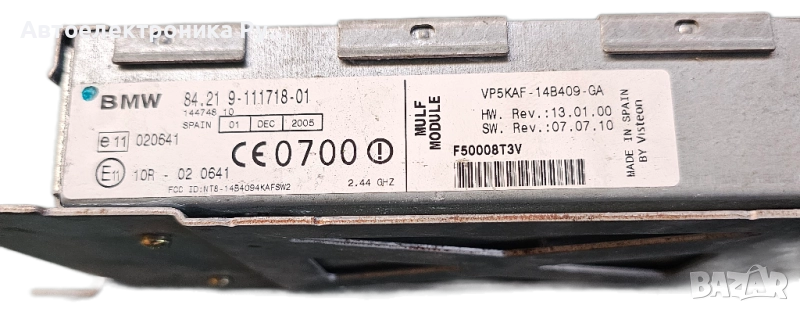 Автоелектроника Ру
BMW 84.21 9-111718-01
144748 10
SPAIN 01 DEC 2005
e11 020641
CE0700
E11 10R - 02 0641
FCC ID:NT8-14B4094KAFSW2 2.44 GHZ
MULF MODULE
VP5KAF-14B409-GA
HW. Rev.:13.01.00
SW. Rev.:07.07.10
F50008T3V
MADE IN SPAIN
BY Visteon
BAZAR